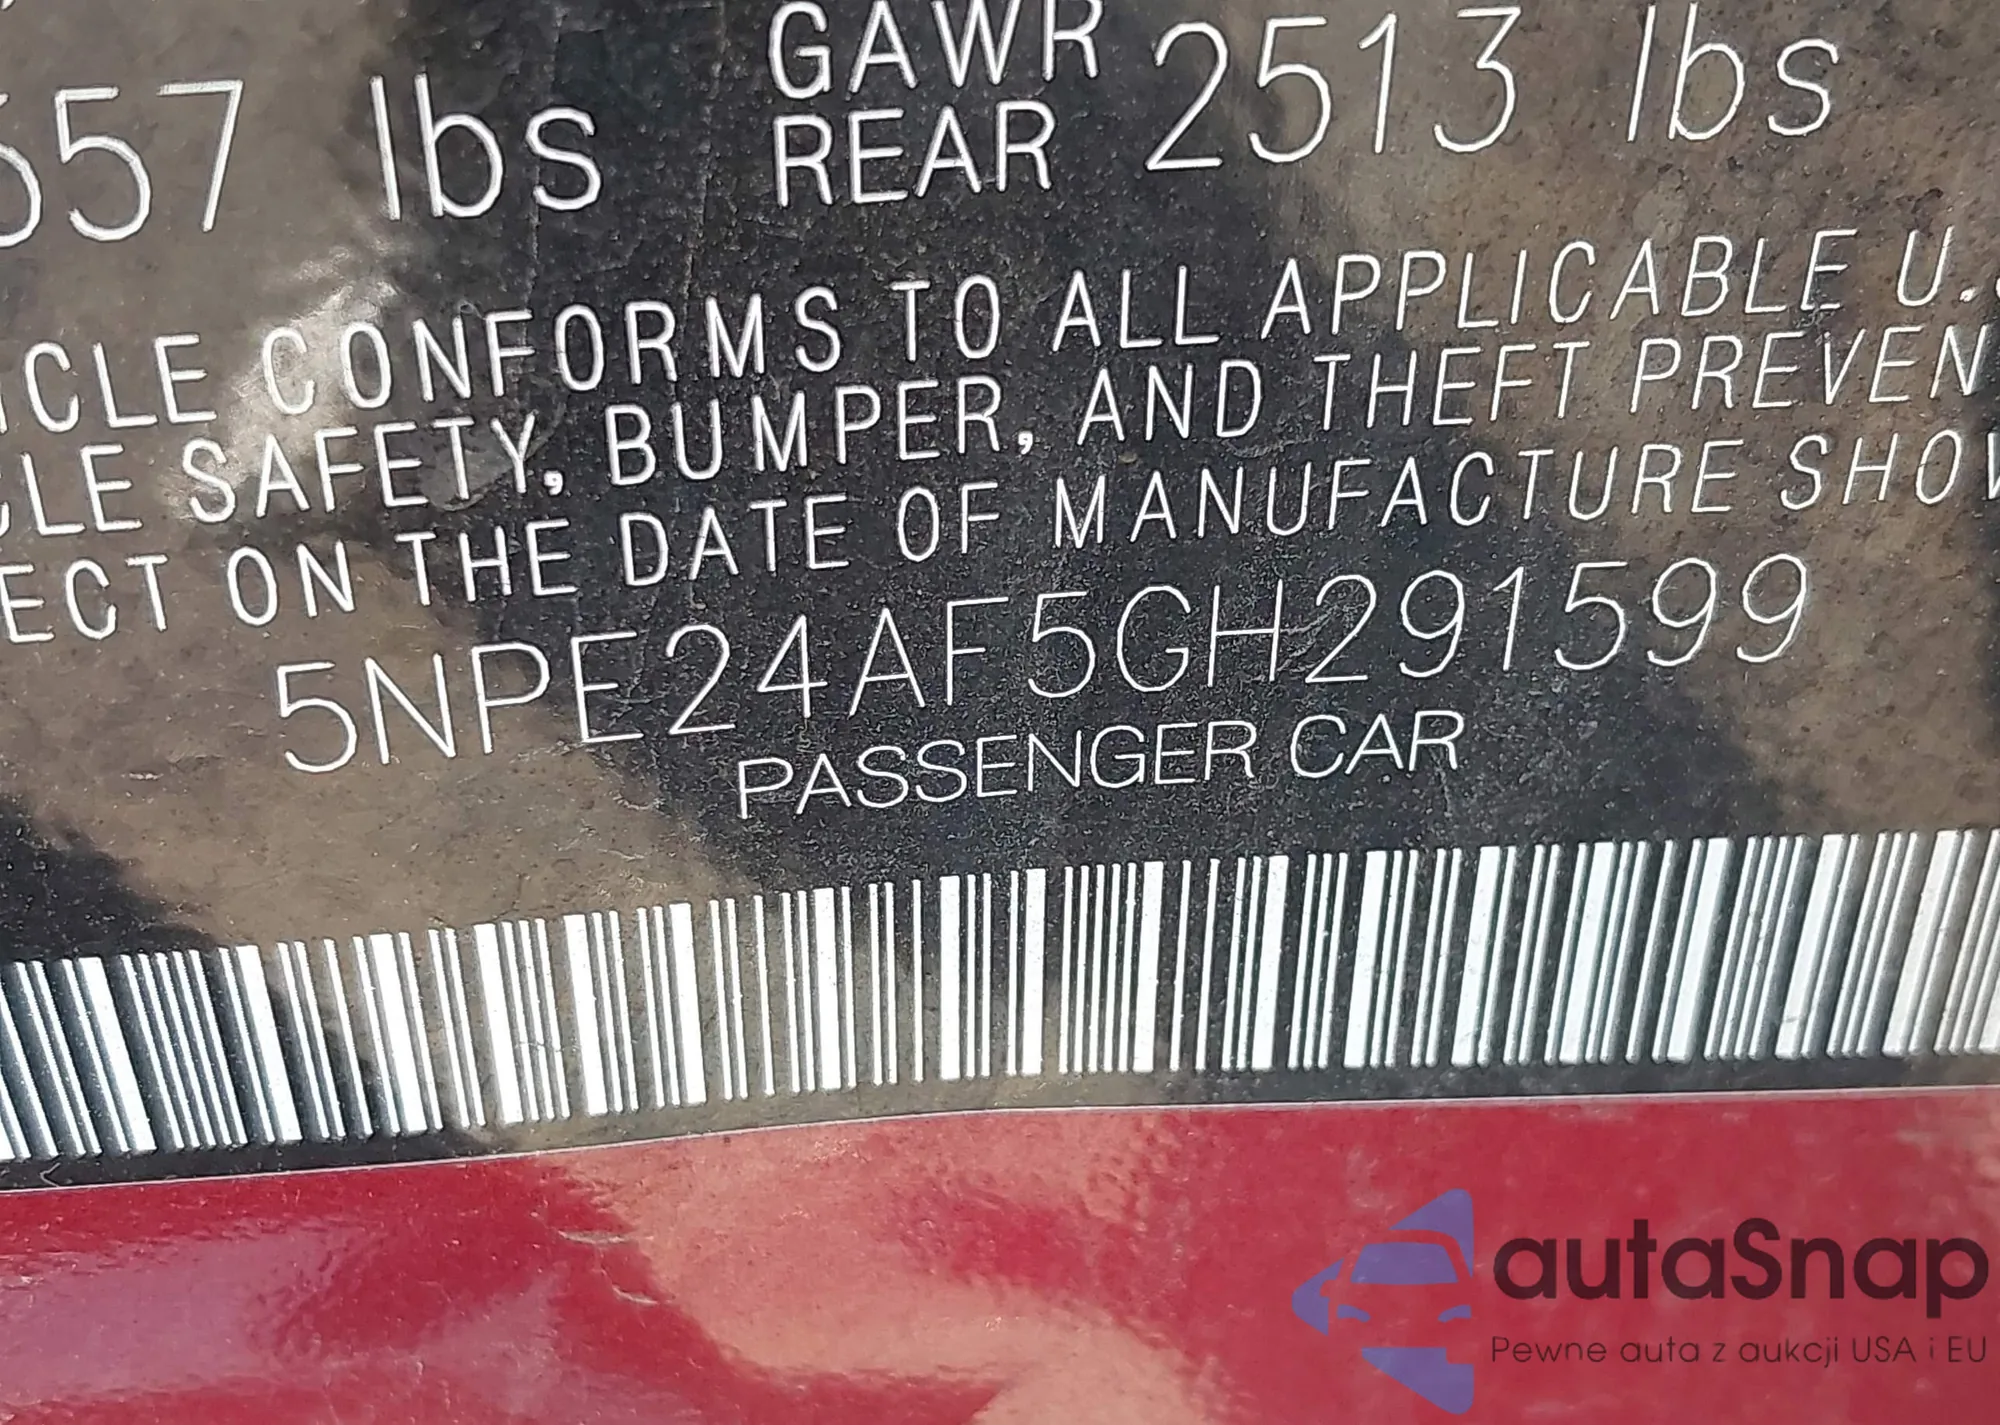 557 lbs GAWR REAR 2513 lbs
ICLE CONFORMS TO ALL APPLICABLE U.S
CLE SAFETY, BUMPER, AND THEFT PREVEN
ECT ON THE DATE OF MANUFACTURE SHOW
5NPE24AF5GH291599
PASSENGER CAR
autaSnap
Pewne auta z aukcji USA i EU